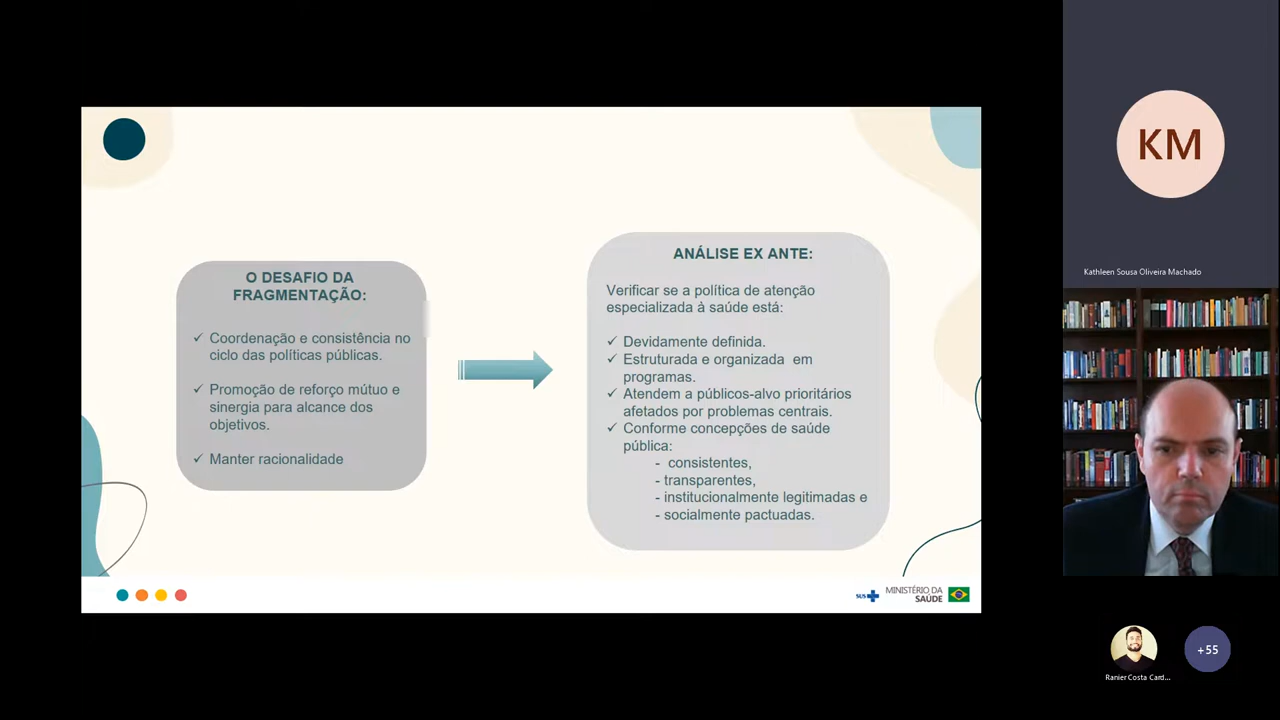 O DESAFIO DA
FRAGMENTAÇÃO:
✓ Coordenação e consistência no
ciclo das políticas públicas.
✓ Promoção de reforço mútuo e
sinergia para alcance dos
objetivos.
✓ Manter racionalidade
ANÁLISE EX ANTE:
Verificar se a política de atenção
especializada à saúde está:
✓ Devidamente definida.
✓ Estruturada e organizada em
programas.
✓ Atendem a públicos-alvo prioritários
afetados por problemas centrais.
✓ Conforme concepções de saúde
pública:
- consistentes,
- transparentes,
- institucionalmente legitimadas e
- socialmente pactuadas.
SUS
MINISTÉRIO DA
SAÚDE
KM
Kathleen Sousa Oliveira Machado
+55
Ranier Costa Card...